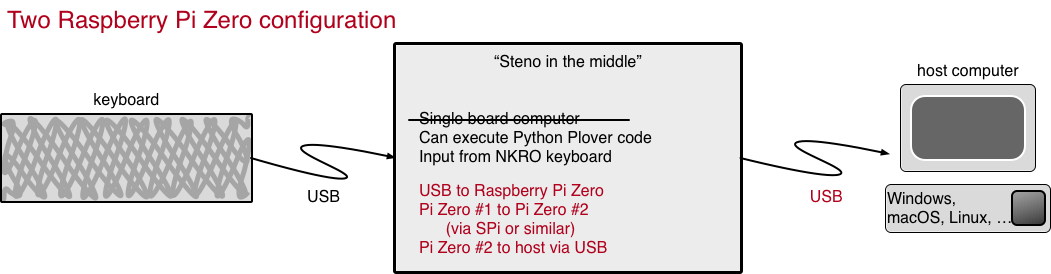 Two Raspberry Pi Zero configuration
“Steno in the middle”
keyboard
host computer
Single board computer
Can execute Python Plover code
Input from NKRO keyboard
USB
USB to Raspberry Pi Zero
Pi Zero #1 to Pi Zero #2
(via SPi or similar)
Pi Zero #2 to host via USB
USB
Windows,
macOS, Linux, ...